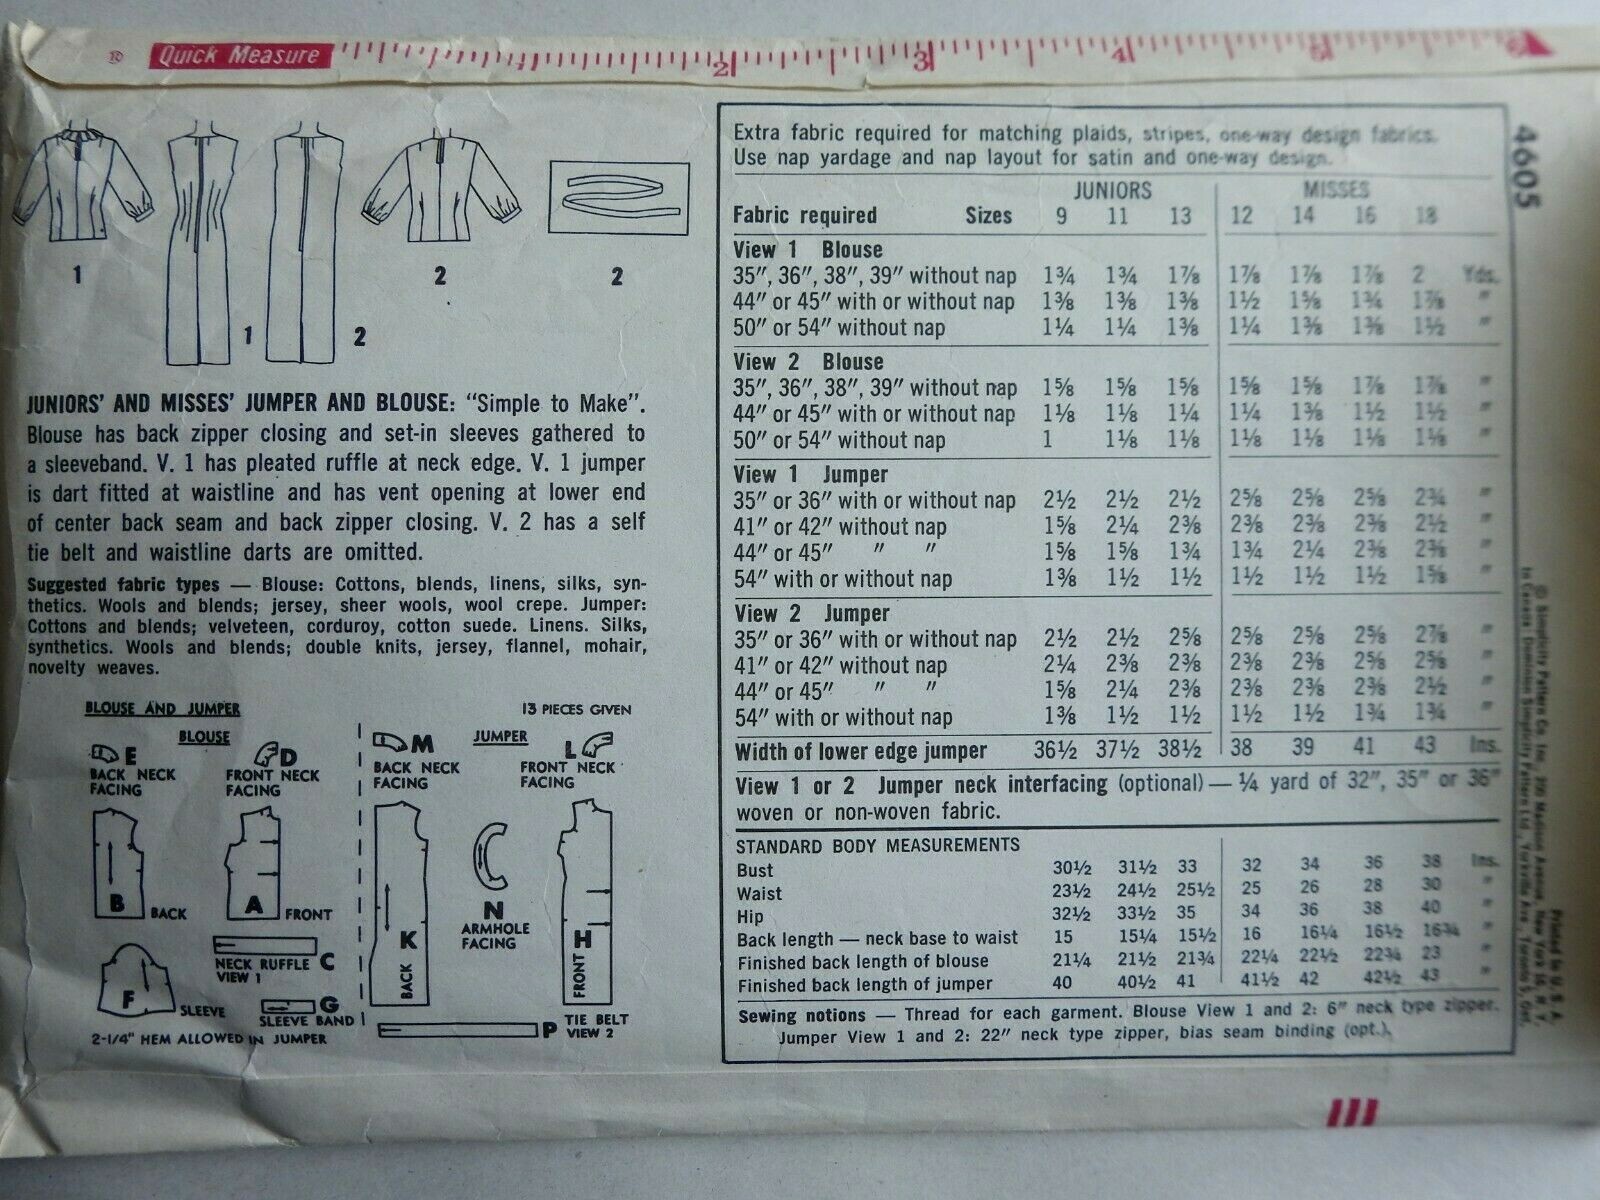 ® Quick Measure
2 3 4 5 6
1
1
2
2
2
JUNIORS' AND MISSES' JUMPER AND BLOUSE: "Simple to Make".
Blouse has back zipper closing and set-in sleeves gathered to
a sleeveband. V. 1 has pleated ruffle at neck edge. V. 1 jumper
is dart fitted at waistline and has vent opening at lower end
of center back seam and back zipper closing. V. 2 has a self
tie belt and waistline darts are omitted.
Suggested fabric types — Blouse: Cottons, blends, linens, silks, syn-
thetics. Wools and blends; jersey, sheer wools, wool crepe. Jumper:
Cottons and blends; velveteen, corduroy, cotton suede. Linens. Silks,
synthetics. Wools and blends; double knits, jersey, flannel, mohair,
novelty weaves.
BLOUSE AND JUMPER 13 PIECES GIVEN
BLOUSE
E
BACK NECK
FACING
D
FRONT NECK
FACING
B BACK
A FRONT
NECK RUFFLE C
VIEW 1
F SLEEVE
G
SLEEVE BAND
2-1/4" HEM ALLOWED IN JUMPER
JUMPER
M
BACK NECK
FACING
L
FRONT NECK
FACING
K
BACK
N
ARMHOLE
FACING
H
FRONT
P TIE BELT
VIEW 2
Extra fabric required for matching plaids, stripes, one-way design fabrics.
Use nap yardage and nap layout for satin and one-way design.
JUNIORS MISSES
Fabric required Sizes 9 11 13 12 14 16 18
View 1 Blouse
35", 36", 38", 39" without nap 1¾ 1¾ 1⅞ 1⅞ 1⅞ 1⅞ 2 Yds.
44" or 45" with or without nap 1⅜ 1⅜ 1⅜ 1½ 1⅝ 1¾ 1⅞ "
50" or 54" without nap 1¼ 1¼ 1⅜ 1¼ 1⅜ 1⅜ 1½ "
View 2 Blouse
35", 36", 38", 39" without nap 1⅝ 1⅝ 1⅝ 1⅝ 1⅝ 1⅞ 1⅞ "
44" or 45" with or without nap 1⅛ 1⅛ 1¼ 1¼ 1⅜ 1½ 1½ "
50" or 54" without nap 1 1⅛ 1⅛ 1⅛ 1⅛ 1⅛ "
View 1 Jumper
35" or 36" with or without nap 2½ 2½ 2½ 2⅝ 2⅝ 2⅝ 2¾ "
41" or 42" without nap 1⅝ 2¼ 2⅜ 2⅜ 2⅜ 2⅜ 2½ "
44" or 45" " " 1⅝ 1⅝ 1¾ 1¾ 2¼ 2⅜ 2⅜ "
54" with or without nap 1⅜ 1½ 1½ 1½ 1½ 1½ 1⅝ "
View 2 Jumper
35" or 36" with or without nap 2½ 2½ 2⅝ 2⅝ 2⅝ 2⅝ 2⅞ "
41" or 42" without nap 2¼ 2⅜ 2⅜ 2⅜ 2⅜ 2⅝ 2⅝ "
44" or 45" " " 1⅝ 2¼ 2⅜ 2⅜ 2⅜ 2⅜ 2½ "
54" with or without nap 1⅜ 1½ 1½ 1½ 1½ 1¾ 1¾ "
Width of lower edge jumper 36½ 37½ 38½ 38 39 41 43 Ins.
View 1 or 2 Jumper neck interfacing (optional) — ¼ yard of 32", 35" or 36"
woven or non-woven fabric.
STANDARD BODY MEASUREMENTS
Bust 30½ 31½ 33 32 34 36 38 Ins.
Waist 23½ 24½ 25½ 25 26 28 30 "
Hip 32½ 33½ 35 34 36 38 40 "
Back length — neck base to waist 15 15¼ 15½ 16 16¼ 16½ 16¾ "
Finished back length of blouse 21¼ 21½ 21¾ 22¼ 22½ 22¾ 23 "
Finished back length of jumper 40 40½ 41 41½ 42 42½ 43 "
Sewing notions — Thread for each garment. Blouse View 1 and 2: 6" neck type zipper.
Jumper View 1 and 2: 22" neck type zipper, bias seam binding (opt.).
4605
© Simplicity Pattern Co. Inc. 200 Madison Avenue, New York 16, N. Y.
In Canada: Dominion Simplicity Pattern Ltd., Ave., Toronto 5, Ont.
Printed in U. S. A.